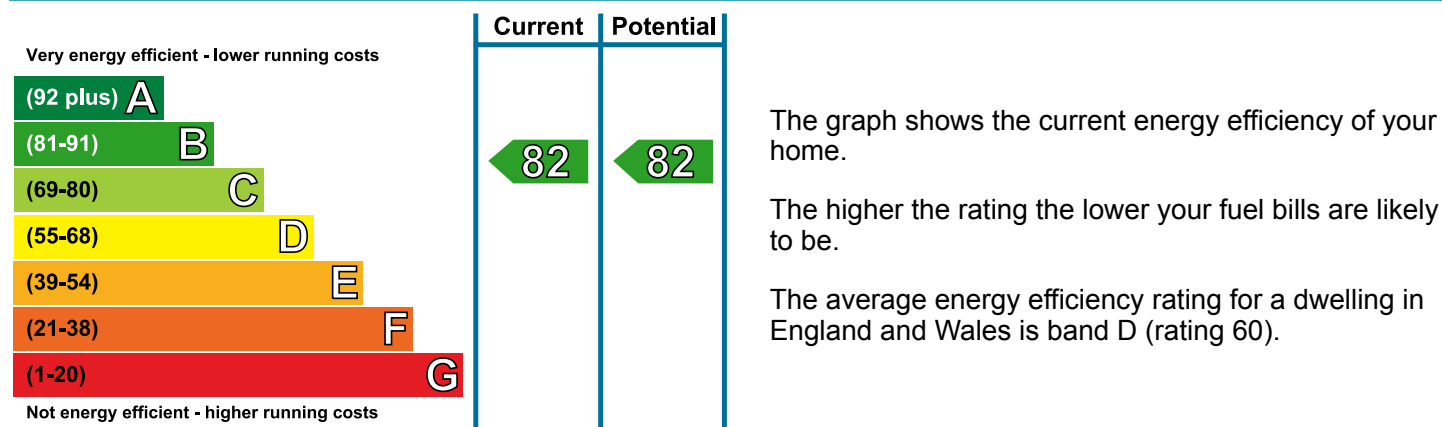 Current Potential
Very energy efficient - lower running costs
(92 plus) A
(81-91) B
82 82
(69-80) C
(55-68) D
(39-54) E
(21-38) F
(1-20) G
Not energy efficient - higher running costs
The graph shows the current energy efficiency of your
home.
The higher the rating the lower your fuel bills are likely
to be.
The average energy efficiency rating for a dwelling in
England and Wales is band D (rating 60).